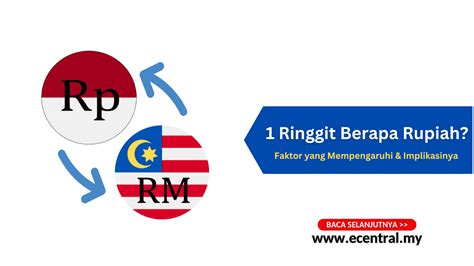 Rp
RM
1 Ringgit Berapa Rupiah?
Faktor yang Mempengaruhi & Implikasinya
BACA SELANJUTNYA >>
www.ecentral.my